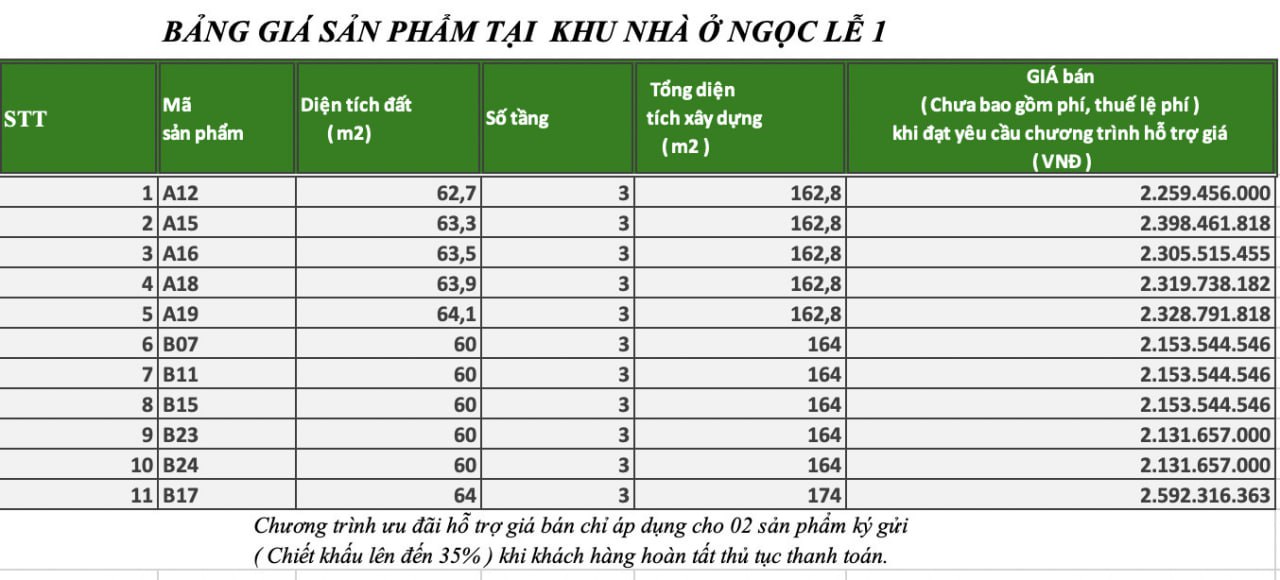 BẢNG GIÁ SẢN PHẨM TẠI KHU NHÀ Ở NGỌC LỄ 1
STT Mã sản phẩm Diện tích đất (m2) Số tầng Tổng diện tích xây dựng (m2) GIÁ bán (Chưa bao gồm phí, thuế lệ phí) khi đạt yêu cầu chương trình hỗ trợ giá (VNĐ)
1 A12 62,7 3 162,8 2.259.456.000
2 A15 63,3 3 162,8 2.398.461.818
3 A16 63,5 3 162,8 2.305.515.455
4 A18 63,9 3 162,8 2.319.738.182
5 A19 64,1 3 162,8 2.328.791.818
6 B07 60 3 164 2.153.544.546
7 B11 60 3 164 2.153.544.546
8 B15 60 3 164 2.153.544.546
9 B23 60 3 164 2.131.657.000
10 B24 60 3 164 2.131.657.000
11 B17 64 3 174 2.592.316.363
Chương trình ưu đãi hỗ trợ giá bán chỉ áp dụng cho 02 sản phẩm ký gửi
( Chiết khấu lên đến 35% ) khi khách hàng hoàn tất thủ tục thanh toán.